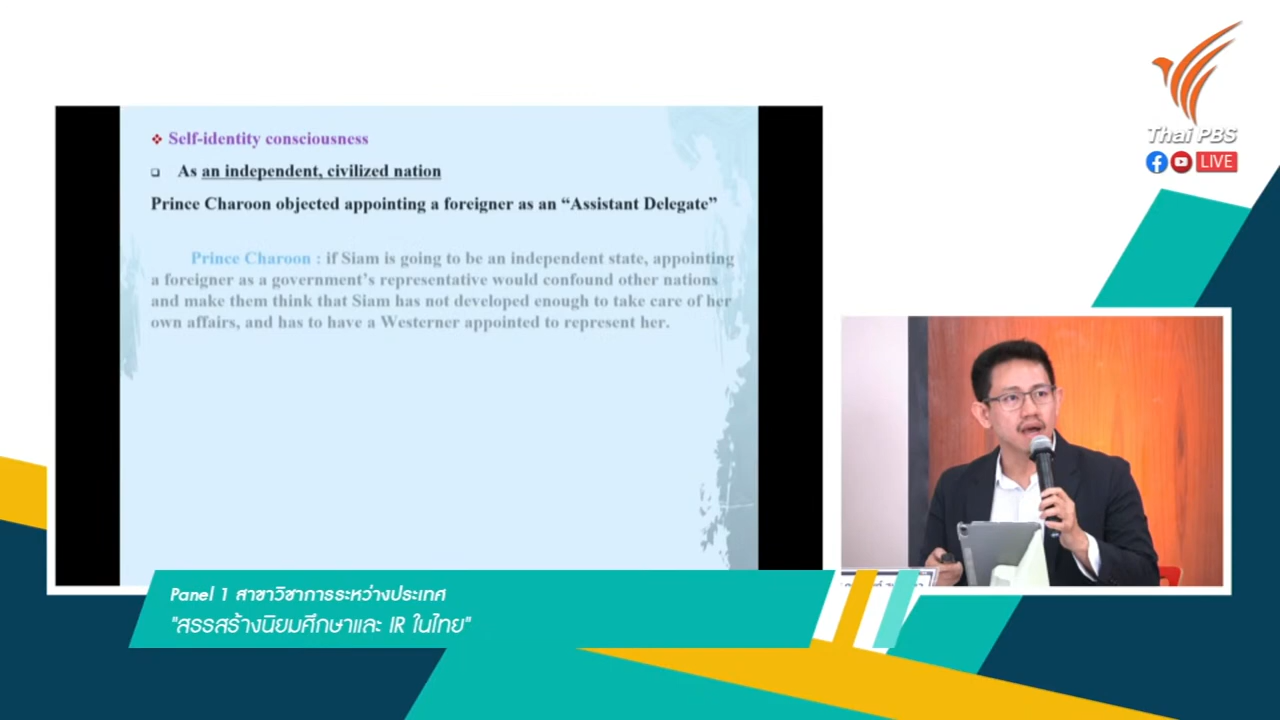 Thai PBS
LIVE
Self-identity consciousness
As an independent, civilized nation
Prince Charoon objected appointing a foreigner as an “Assistant Delegate”
Prince Charoon : if Siam is going to be an independent state, appointing
a foreigner as a government’s representative would confound other nations
and make them think that Siam has not developed enough to take care of her
own affairs, and has to have a Westerner appointed to represent her.
Panel 1 สาขาวิชาการระหว่างประเทศ
"สรรสร้างนิยมศึกษาและ IR ในไทย"